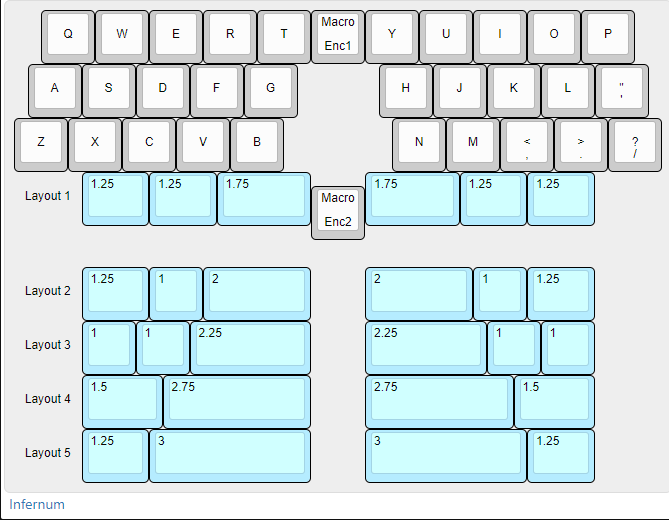 Q W E R T Macro Enc1 Y U I O P
A S D F G H J K L " '
Z X C V B N M < , > . ? /
Layout 1 1.25 1.25 1.75 Macro Enc2 1.75 1.25 1.25
Layout 2 1.25 1 2 2 1 1.25
Layout 3 1 1 2.25 2.25 1 1
Layout 4 1.5 2.75 2.75 1.5
Layout 5 1.25 3 3 1.25
Infernum